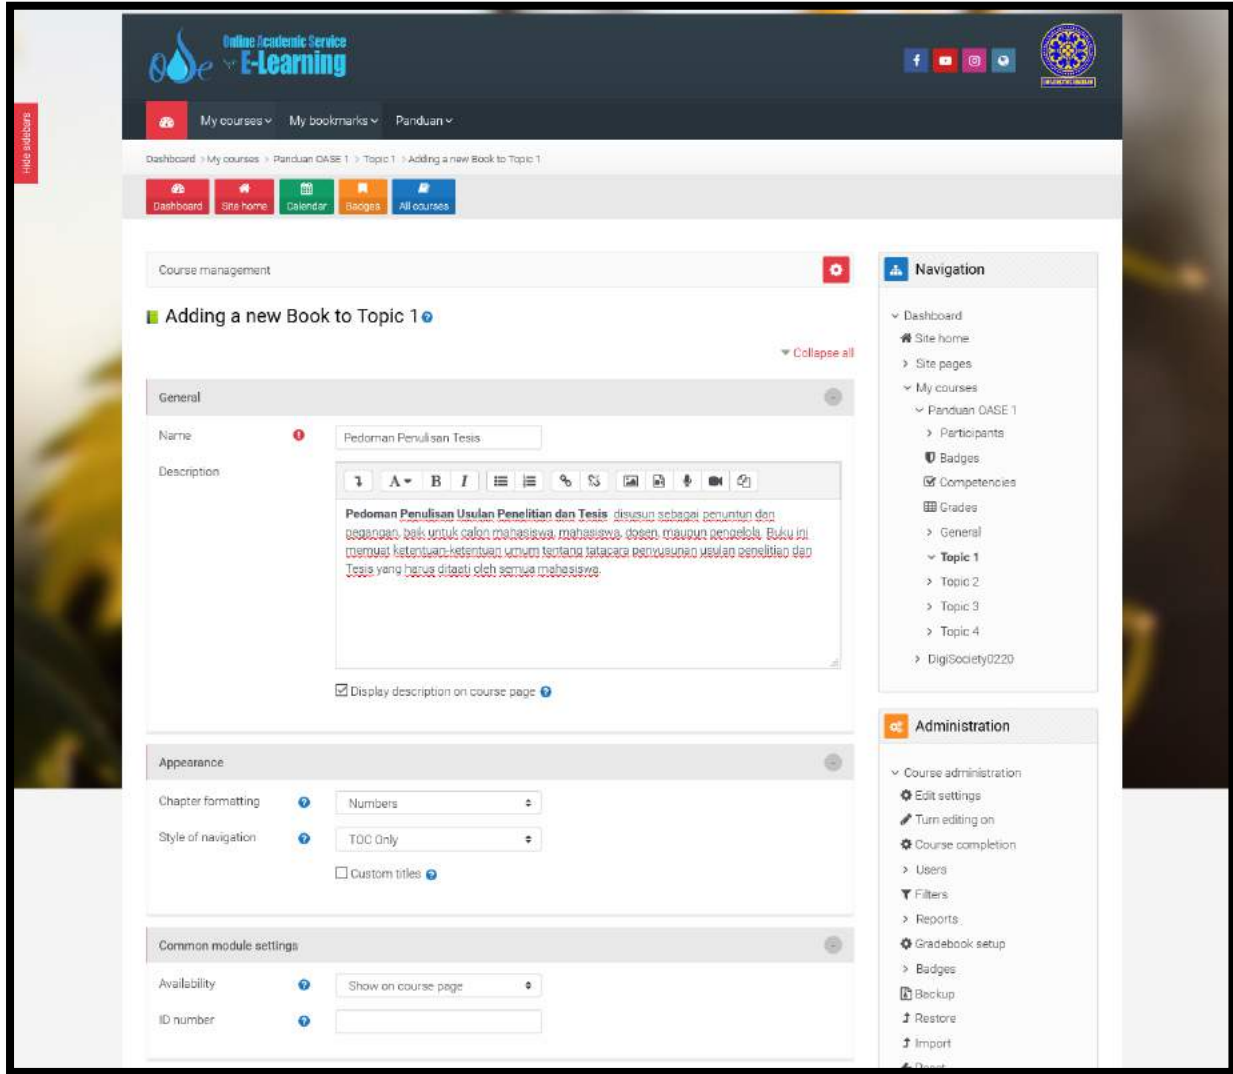 Online Academic Service
E-Learning
Hide sidebars
My courses
My bookmarks
Panduan
Dashboard > My courses > Panduan OASE 1 > Topic 1 > Adding a new Book to Topic 1
Dashboard
Site home
Calendar
Badges
All courses
Course management
Adding a new Book to Topic 1
Collapse all
General
Name
Pedoman Penulisan Tesis
Description
A B I
Pedoman Penulisan Usulan Penelitian dan Tesis disusun sebagai penuntun dan
pegangan, baik untuk calon mahasiswa, mahasiswa, dosen, maupun pengelola. Buku ini
memuat ketentuan-ketentuan umum tentang tatacara penyusunan usulan penelitian dan
Tesis yang harus ditaati oleh semua mahasiswa.
Display description on course page
Appearance
Chapter formatting
Numbers
Style of navigation
TOC Only
Custom titles
Common module settings
Availability
Show on course page
ID number
Navigation
Dashboard
Site home
Site pages
My courses
Panduan OASE 1
Participants
Badges
Competencies
Grades
General
Topic 1
Topic 2
Topic 3
Topic 4
DigiSociety0220
Administration
Course administration
Edit settings
Turn editing on
Course completion
Users
Filters
Reports
Gradebook setup
Badges
Backup
Restore
Import
Reset